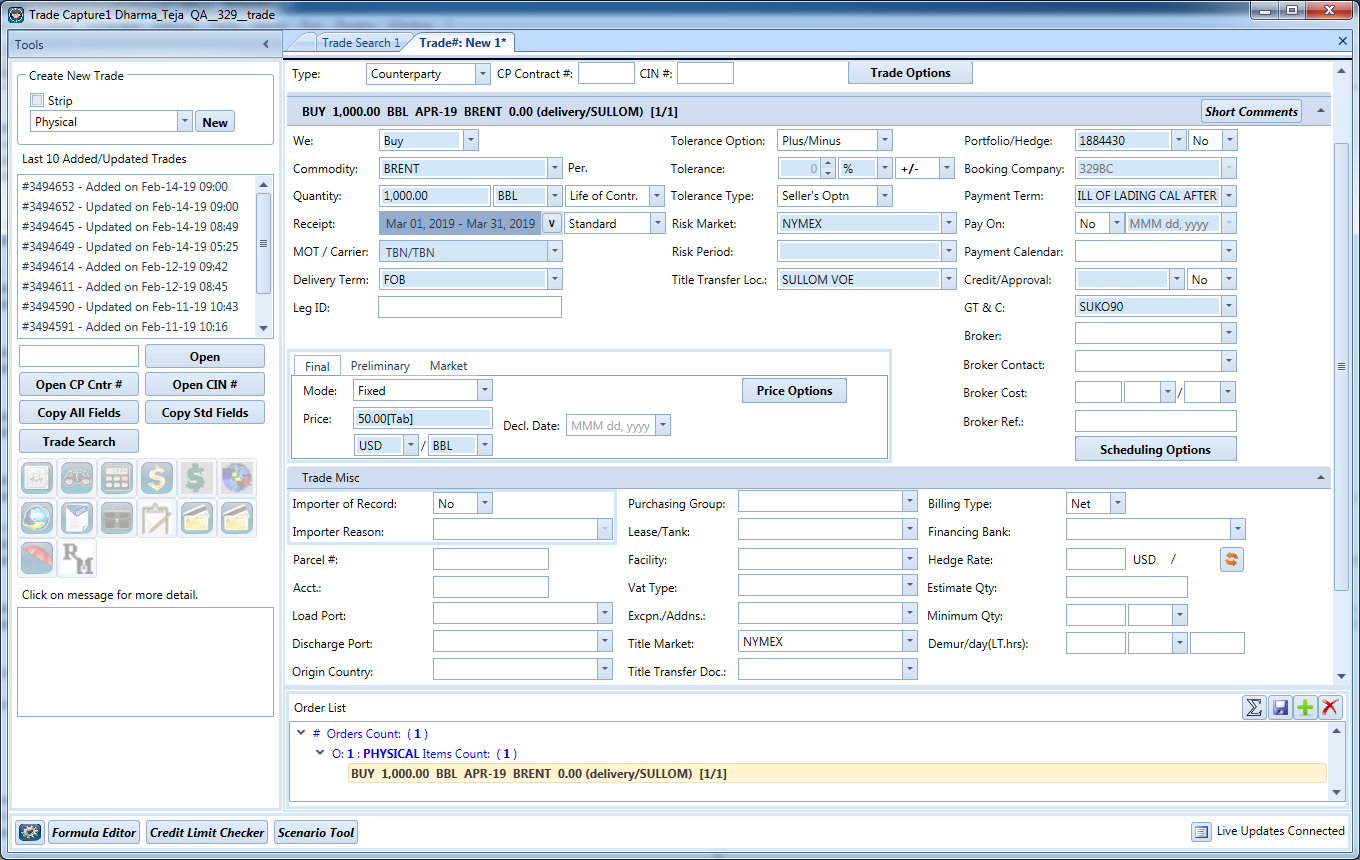 Trade Capture1 Dharma_Teja QA__329__trade
Tools
Trade Search 1
Trade#: New 1*
Create New Trade
Strip
Physical
New
Last 10 Added/Updated Trades
#3494653 - Added on Feb-14-19 09:00
#3494652 - Updated on Feb-14-19 09:00
#3494645 - Updated on Feb-14-19 08:49
#3494649 - Updated on Feb-14-19 05:25
#3494614 - Added on Feb-12-19 09:42
#3494611 - Added on Feb-12-19 08:45
#3494590 - Updated on Feb-11-19 10:43
#3494591 - Added on Feb-11-19 10:16
Open
Open CP Cntr #
Open CIN #
Copy All Fields
Copy Std Fields
Trade Search
RM
Click on message for more detail.
Type: Counterparty CP Contract #: CIN #: Trade Options
BUY 1,000.00 BBL APR-19 BRENT 0.00 (delivery/SULLOM) [1/1] Short Comments
We: Buy Tolerance Option: Plus/Minus Portfolio/Hedge: 1884430 No
Commodity: BRENT Per. Tolerance: 0 % +/- Booking Company: 329BC
Quantity: 1,000.00 BBL Life of Contr. Tolerance Type: Seller's Optn Payment Term: ILL OF LADING CAL AFTER
Receipt: Mar 01, 2019 - Mar 31, 2019 v Standard Risk Market: NYMEX Pay On: No MMM dd, yyyy
MOT / Carrier: TBN/TBN Risk Period: Payment Calendar:
Delivery Term: FOB Title Transfer Loc.: SULLOM VOE Credit/Approval: No
Leg ID: GT & C: SUKO90
Broker:
Broker Contact:
Broker Cost: /
Broker Ref.:
Scheduling Options
Final Preliminary Market
Mode: Fixed Price Options
Price: 50.00[Tab] Decl. Date: MMM dd, yyyy
USD / BBL
Trade Misc
Importer of Record: No Purchasing Group: Billing Type: Net
Importer Reason: Lease/Tank: Financing Bank:
Parcel #: Facility: Hedge Rate: USD /
Acct.: Vat Type: Estimate Qty:
Load Port: Excpn./Addns.: Minimum Qty:
Discharge Port: Title Market: NYMEX Demur/day(LT.hrs):
Origin Country: Title Transfer Doc.:
Order List
# Orders Count: ( 1 )
O: 1 : PHYSICAL Items Count: ( 1 )
BUY 1,000.00 BBL APR-19 BRENT 0.00 (delivery/SULLOM) [1/1]
Formula Editor
Credit Limit Checker
Scenario Tool
Live Updates Connected